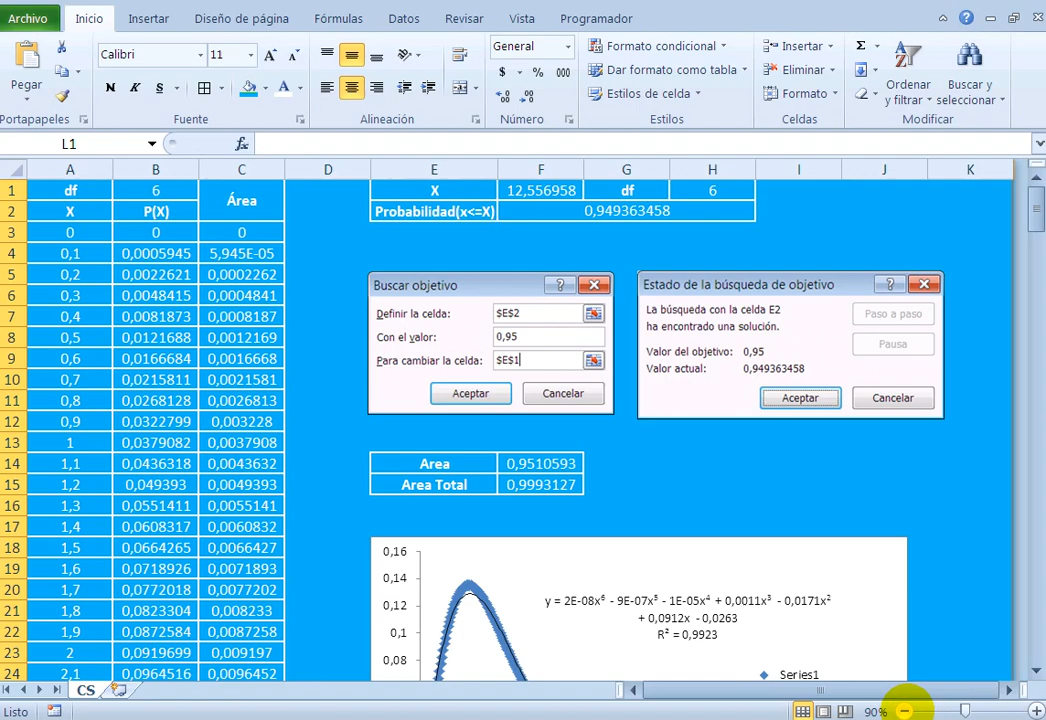 Archivo Inicio Insertar Diseño de página Fórmulas Datos Revisar Vista Programador
Calibri 11 General Formato condicional Insertar Σ
Pegar $ % 000 Dar formato como tabla Eliminar Ordenar y filtrar Buscar y seleccionar
N K S A Estilos de celda Formato
Portapapeles Fuente Alineación Número Estilos Celdas Modificar
L1 fx
A B C D E F G H I J K
1 df 6 Área X 12,556958 df 6
2 X P(X) Probabilidad(x<=X) 0,949363458
3 0 0 0
4 0,1 0,0005945 5,945E-05
5 0,2 0,0022621 0,0002262
6 0,3 0,0048415 0,0004841
7 0,4 0,0081873 0,0008187
8 0,5 0,0121688 0,0012169
9 0,6 0,0166684 0,0016668
10 0,7 0,0215811 0,0021581
11 0,8 0,0268128 0,0026813
12 0,9 0,0322799 0,003228
13 1 0,0379082 0,0037908
14 1,1 0,0436318 0,0043632
15 1,2 0,049393 0,0049393
16 1,3 0,0551411 0,0055141
17 1,4 0,0608317 0,0060832
18 1,5 0,0664265 0,0066427
19 1,6 0,0718926 0,0071893
20 1,7 0,0772018 0,0077202
21 1,8 0,0823304 0,008233
22 1,9 0,0872584 0,0087258
23 2 0,0919699 0,009197
24 2,1 0,0964516 0,0096452
Buscar objetivo ?
Definir la celda: $E$2
Con el valor: 0,95
Para cambiar la celda: $E$1
Aceptar Cancelar
Estado de la búsqueda de objetivo ?
La búsqueda con la celda E2 Paso a paso
ha encontrado una solución.
Pausa
Valor del objetivo: 0,95
Valor actual: 0,949363458
Aceptar Cancelar
Area 0,9510593
Area Total 0,9993127
0,16
0,14
0,12
0,1
0,08
y = 2E-08x⁶ - 9E-07x⁵ - 1E-05x⁴ + 0,0011x³ - 0,0171x²
+ 0,0912x - 0,0263
R² = 0,9923
Series1
CS
Listo 90%